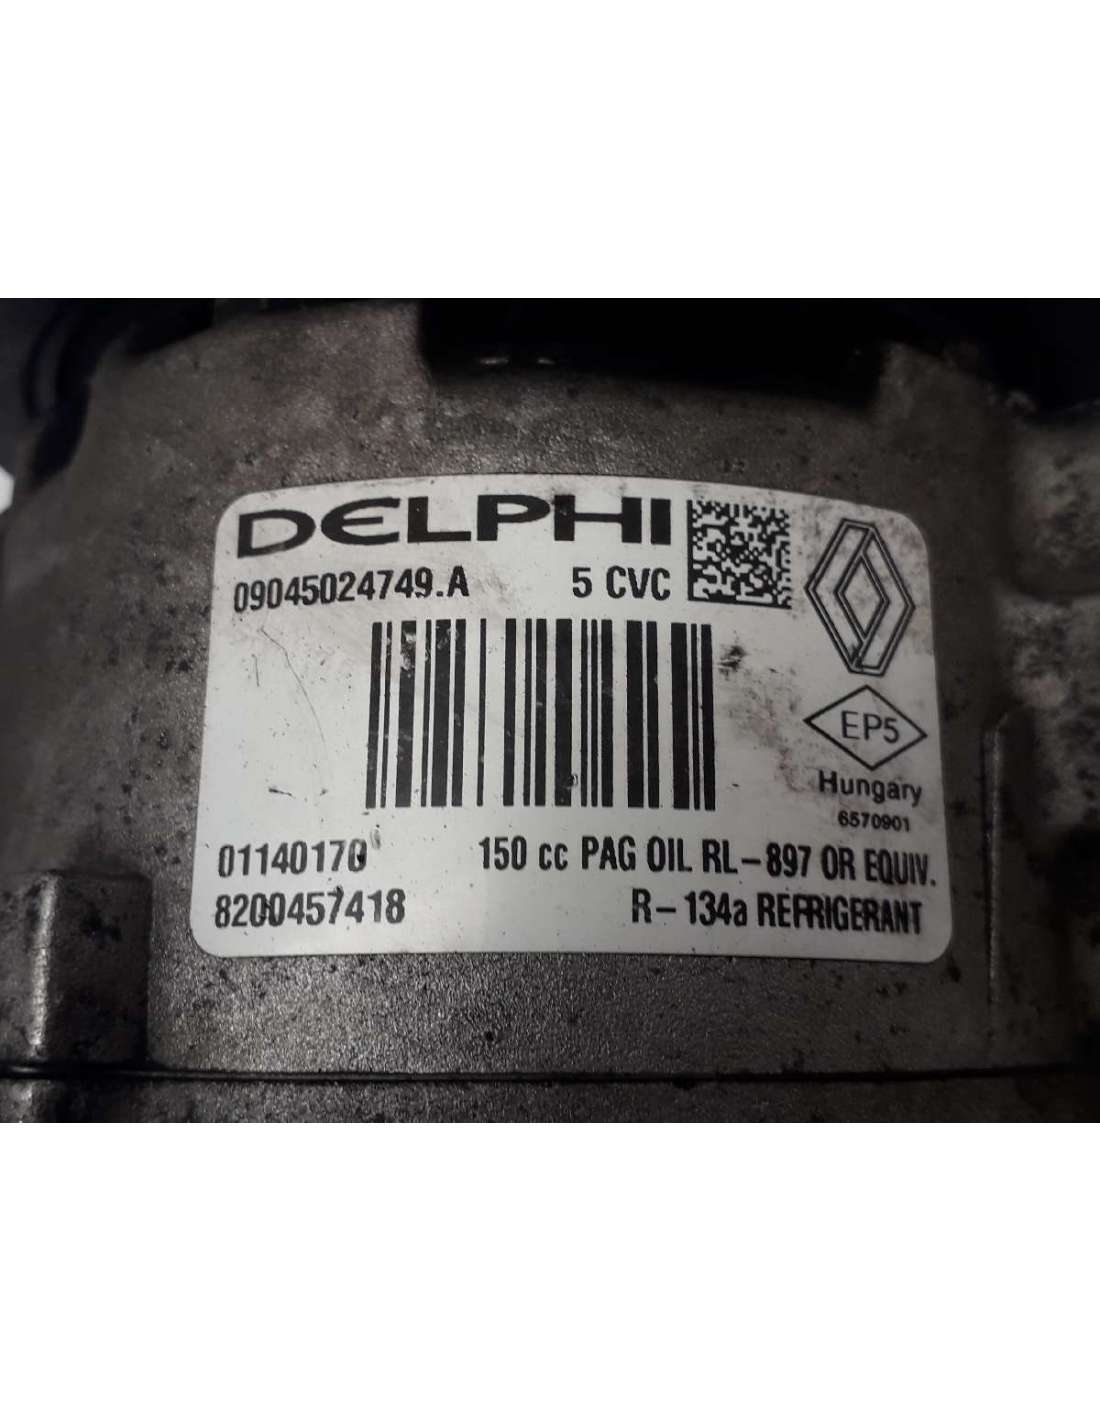 DELPHI
09045024749.A 5 CVC
EP5
Hungary
6570901
01140170 150 cc PAG OIL RL-897 OR EQUIV.
8200457418 R-134a REFRIGERANT